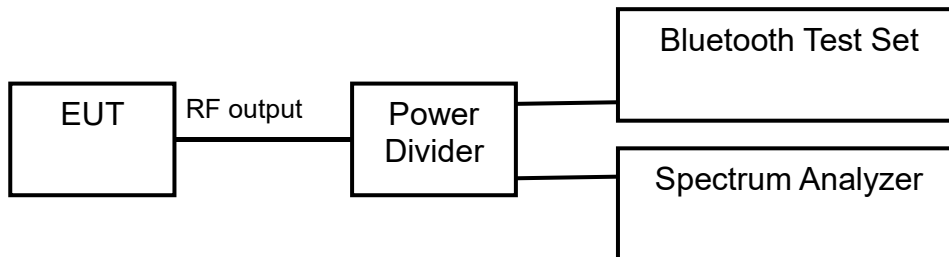 EUT
RF output
Power
Divider
Bluetooth Test Set
Spectrum Analyzer